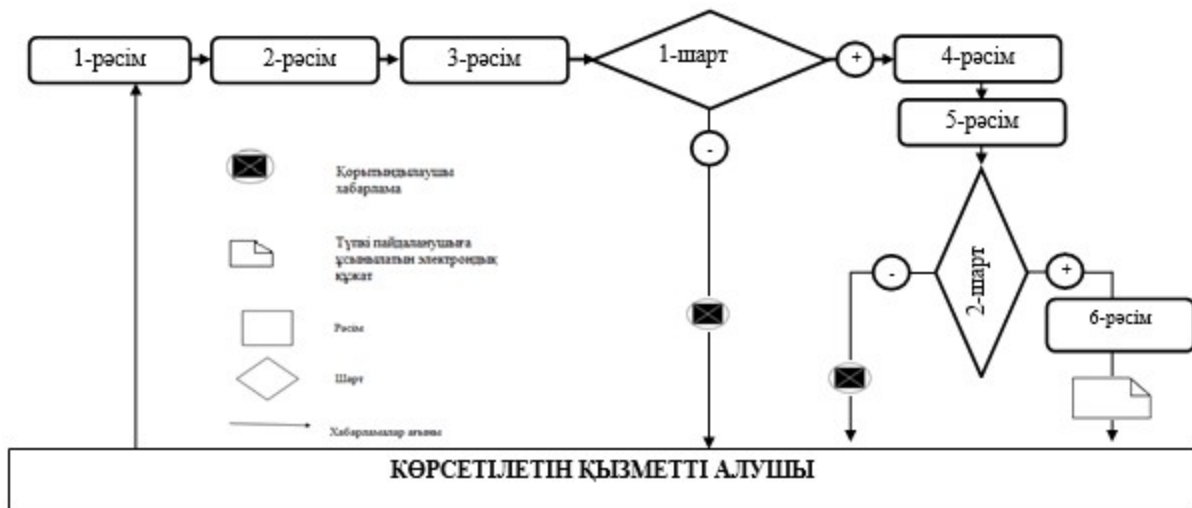 1-рәсім
2-рәсім
3-рәсім
1-шарт
+
4-рәсім
5-рәсім
-
Қорытындылаушы
хабарлама
Түпкі пайдаланушыға
ұсынылатын электрондық
құжат
Рәсім
Шарт
Хабарламалар ағыны
-
2-шарт
+
6-рәсім
КӨРСЕТІЛЕТІН ҚЫЗМЕТТІ АЛУШЫ